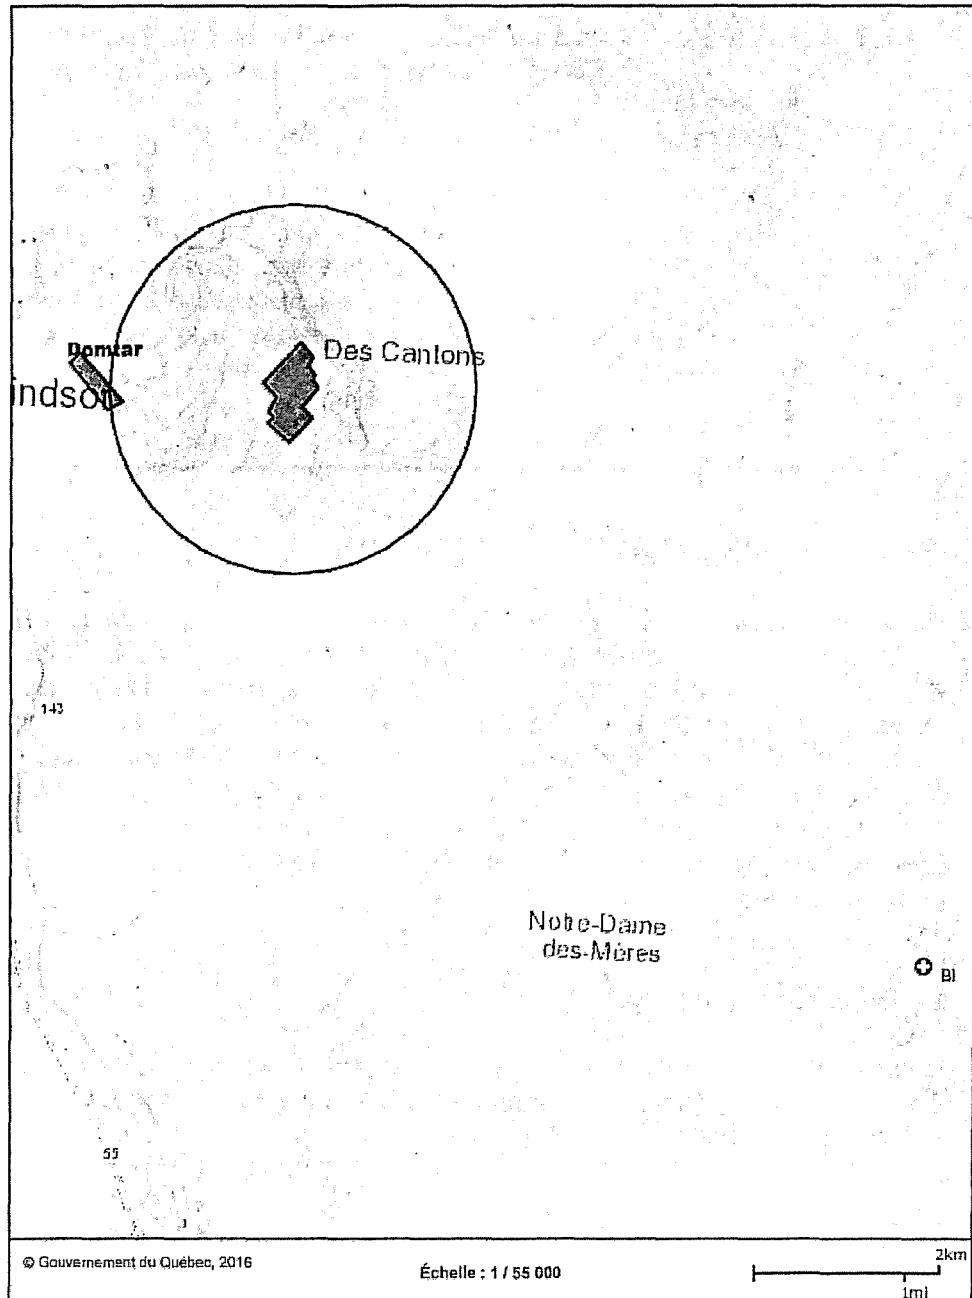 Domtar
Des Cantons
indsor
143
Notre-Dame
des-Mères
BI
55
© Gouvernement du Québec, 2016
Échelle : 1 / 55 000
2km
1mi